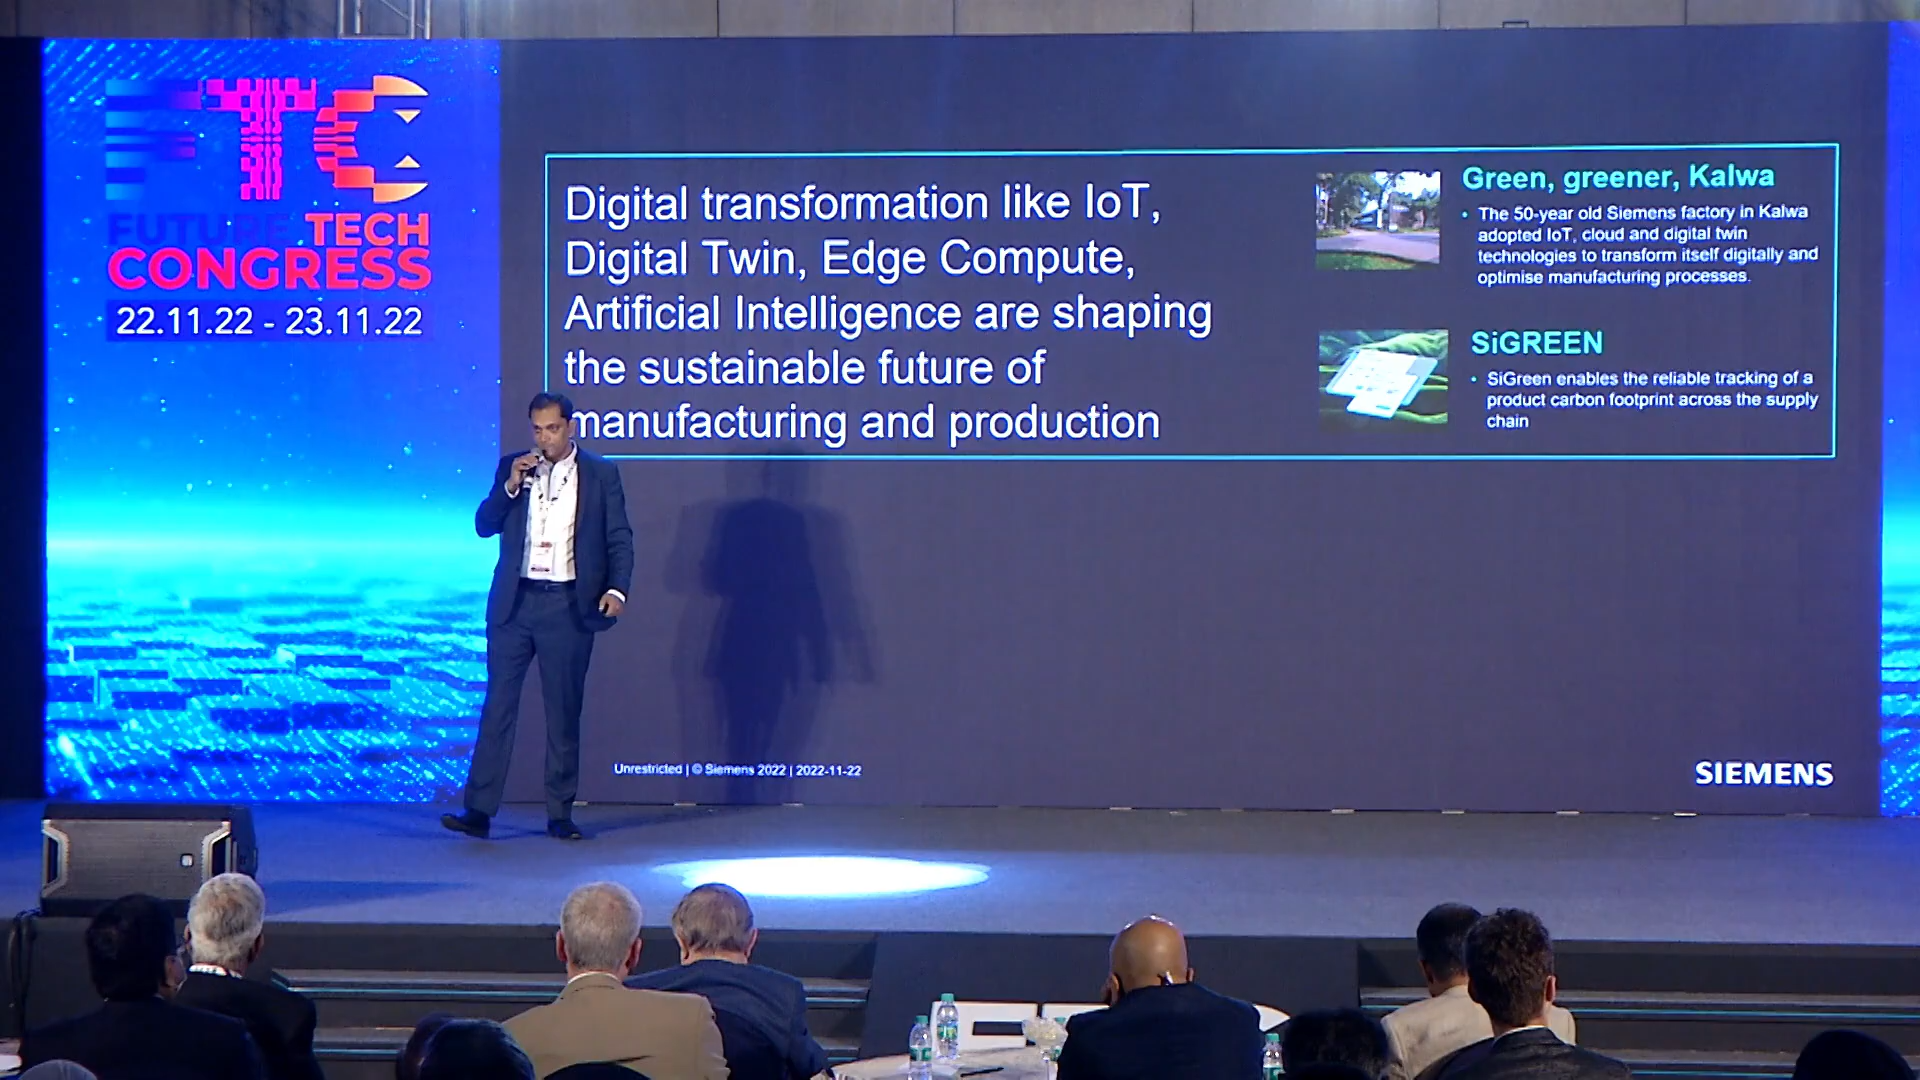 FTC
FUTURE TECH
CONGRESS
22.11.22 - 23.11.22
Digital transformation like IoT,
Digital Twin, Edge Compute,
Artificial Intelligence are shaping
the sustainable future of
manufacturing and production
Green, greener, Kalwa
• The 50-year old Siemens factory in Kalwa
adopted IoT, cloud and digital twin
technologies to transform itself digitally and
optimise manufacturing processes.
SiGREEN
• SiGreen enables the reliable tracking of a
product carbon footprint across the supply
chain
Unrestricted | © Siemens 2022 | 2022-11-22
SIEMENS